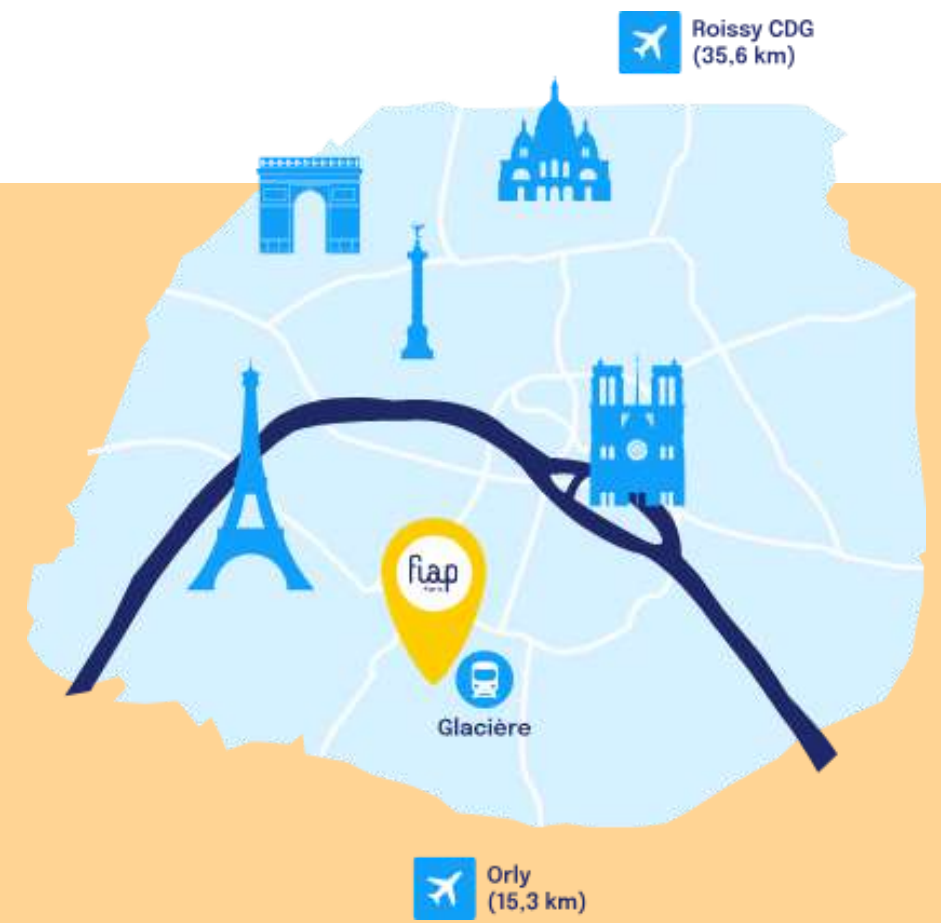 Roissy CDG
(35,6 km)
fiap
Glacière
Orly
(15,3 km)